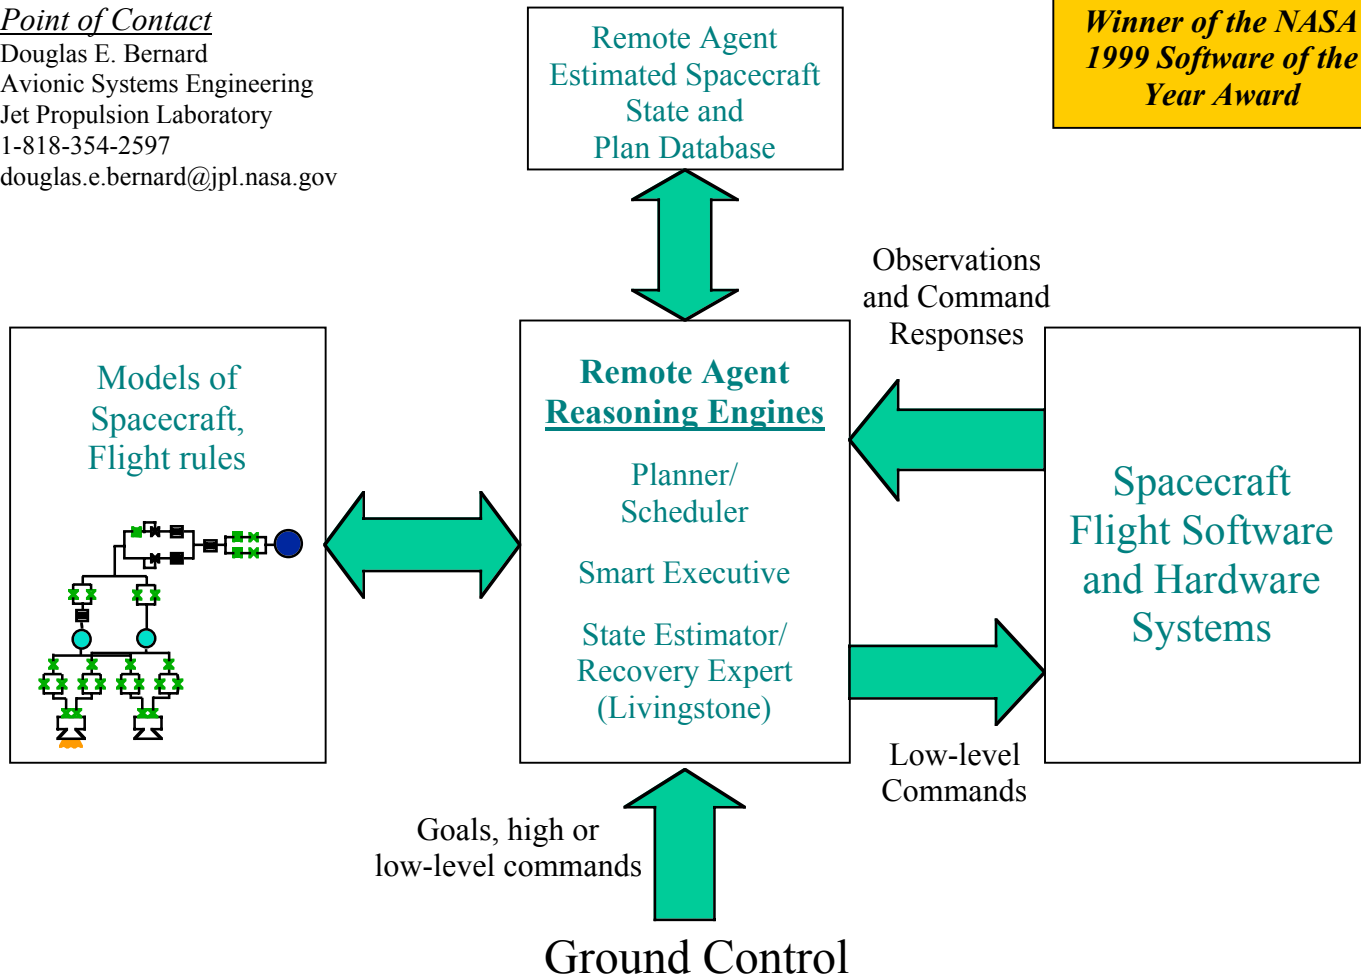 Point of Contact
Douglas E. Bernard
Avionic Systems Engineering
Jet Propulsion Laboratory
1-818-354-2597
douglas.e.bernard@jpl.nasa.gov
Remote Agent
Estimated Spacecraft
State and
Plan Database
Winner of the NASA
1999 Software of the
Year Award
Observations
and Command
Responses
Models of
Spacecraft,
Flight rules
Remote Agent
Reasoning Engines
Planner/
Scheduler
Smart Executive
State Estimator/
Recovery Expert
(Livingstone)
Spacecraft
Flight Software
and Hardware
Systems
Low-level
Commands
Goals, high or
low-level commands
Ground Control